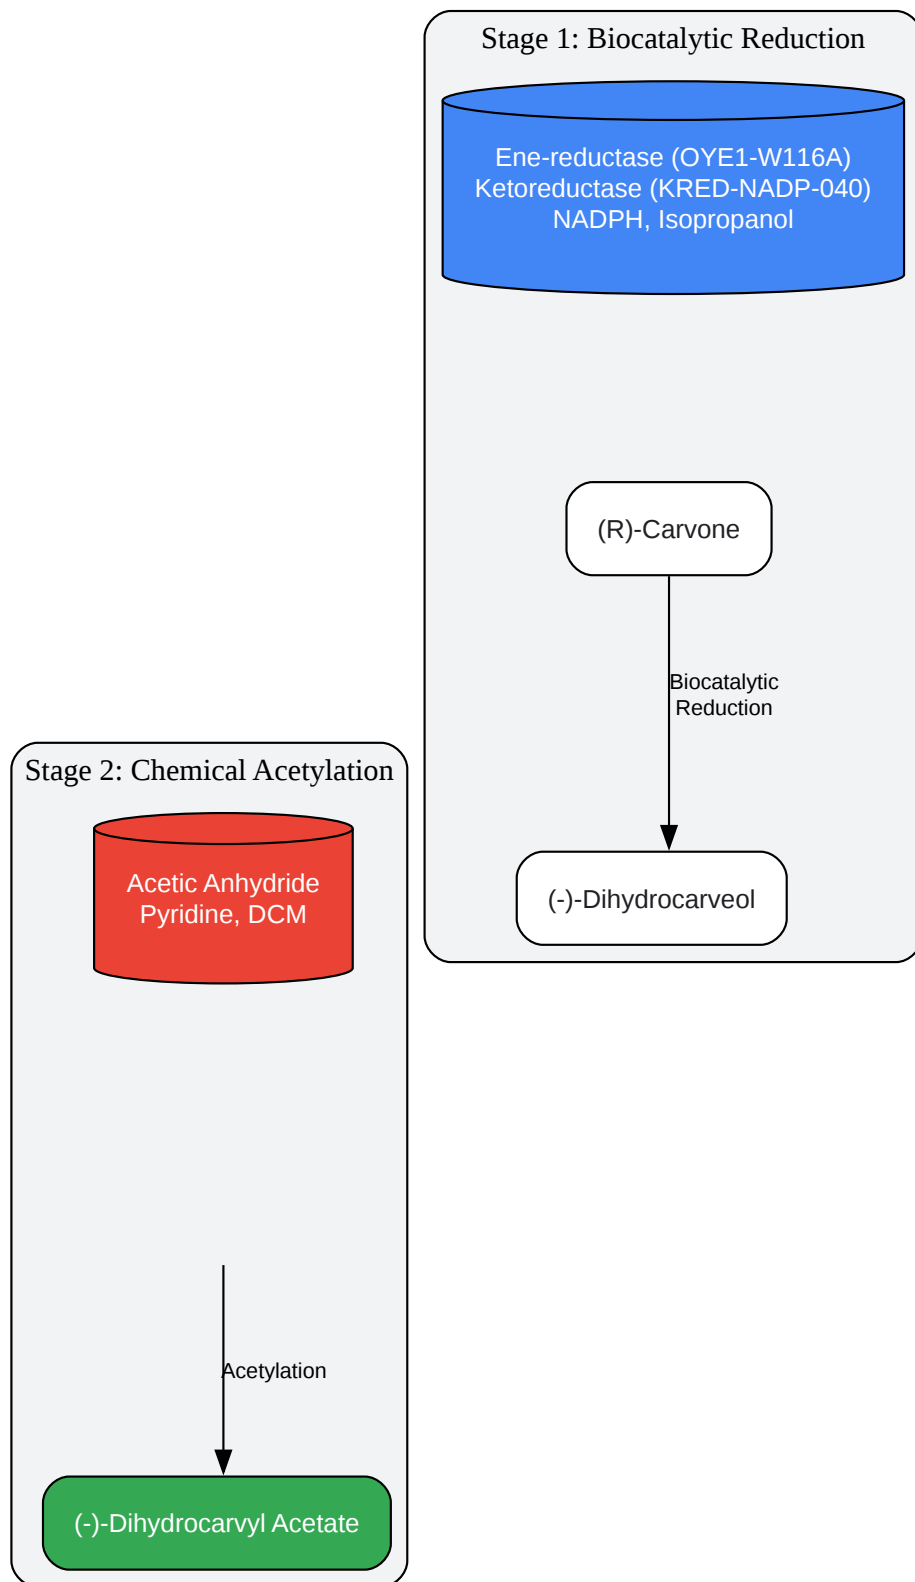 Stage 1: Biocatalytic Reduction
Ene-reductase (OYE1-W116A)
Ketoreductase (KRED-NADP-040)
NADPH, Isopropanol
(R)-Carvone
Biocatalytic
Reduction
(-)-Dihydrocarveol
Stage 2: Chemical Acetylation
Acetic Anhydride
Pyridine, DCM
Acetylation
(-)-Dihydrocarvyl Acetate